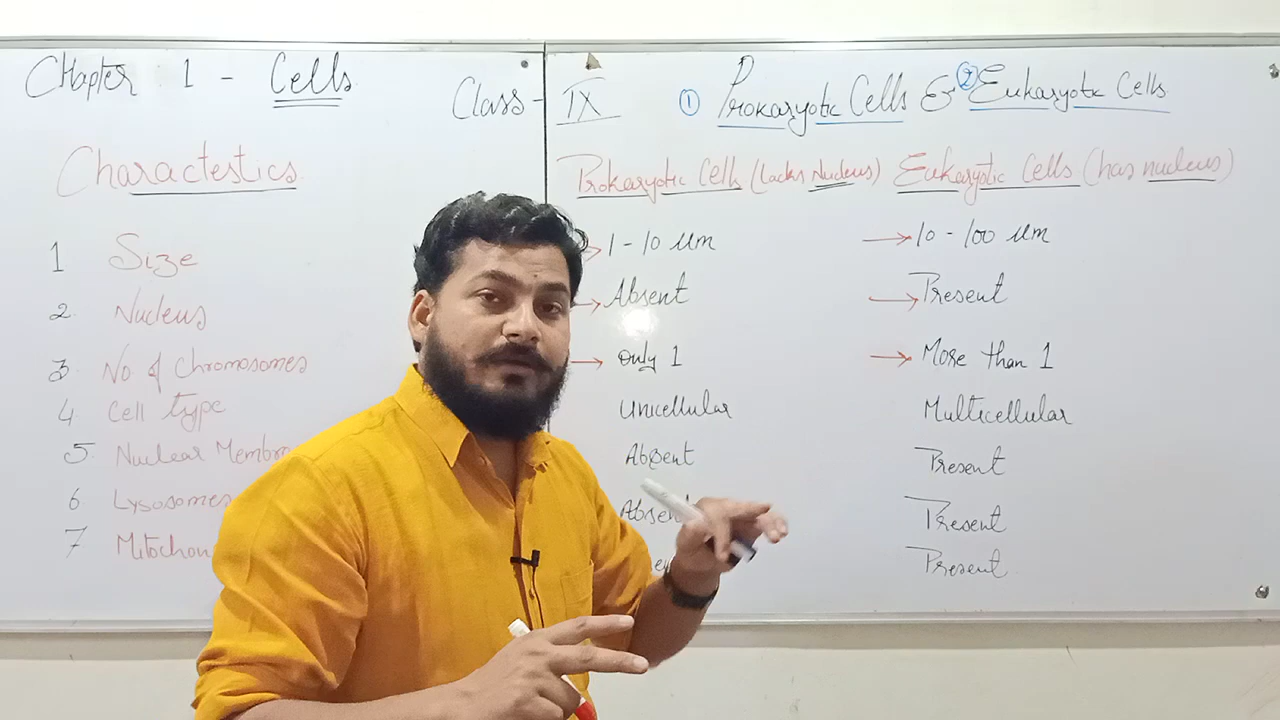 Chapter 1 - Cells
Class - IX
① Prokaryotic Cells & ② Eukaryotic Cells
Charactestics
Prokaryotic Cells (lacks Nucleus)
Eukaryotic Cells (has nucleus)
1 Size 1-10 um 10-100 um
2. Nucleus Absent Present
3 No of Chromosomes Only 1 More than 1
4 Cell type Unicellular Multicellular
5 Nuclear Absent Present
6 Lysosomes Present
7 Present